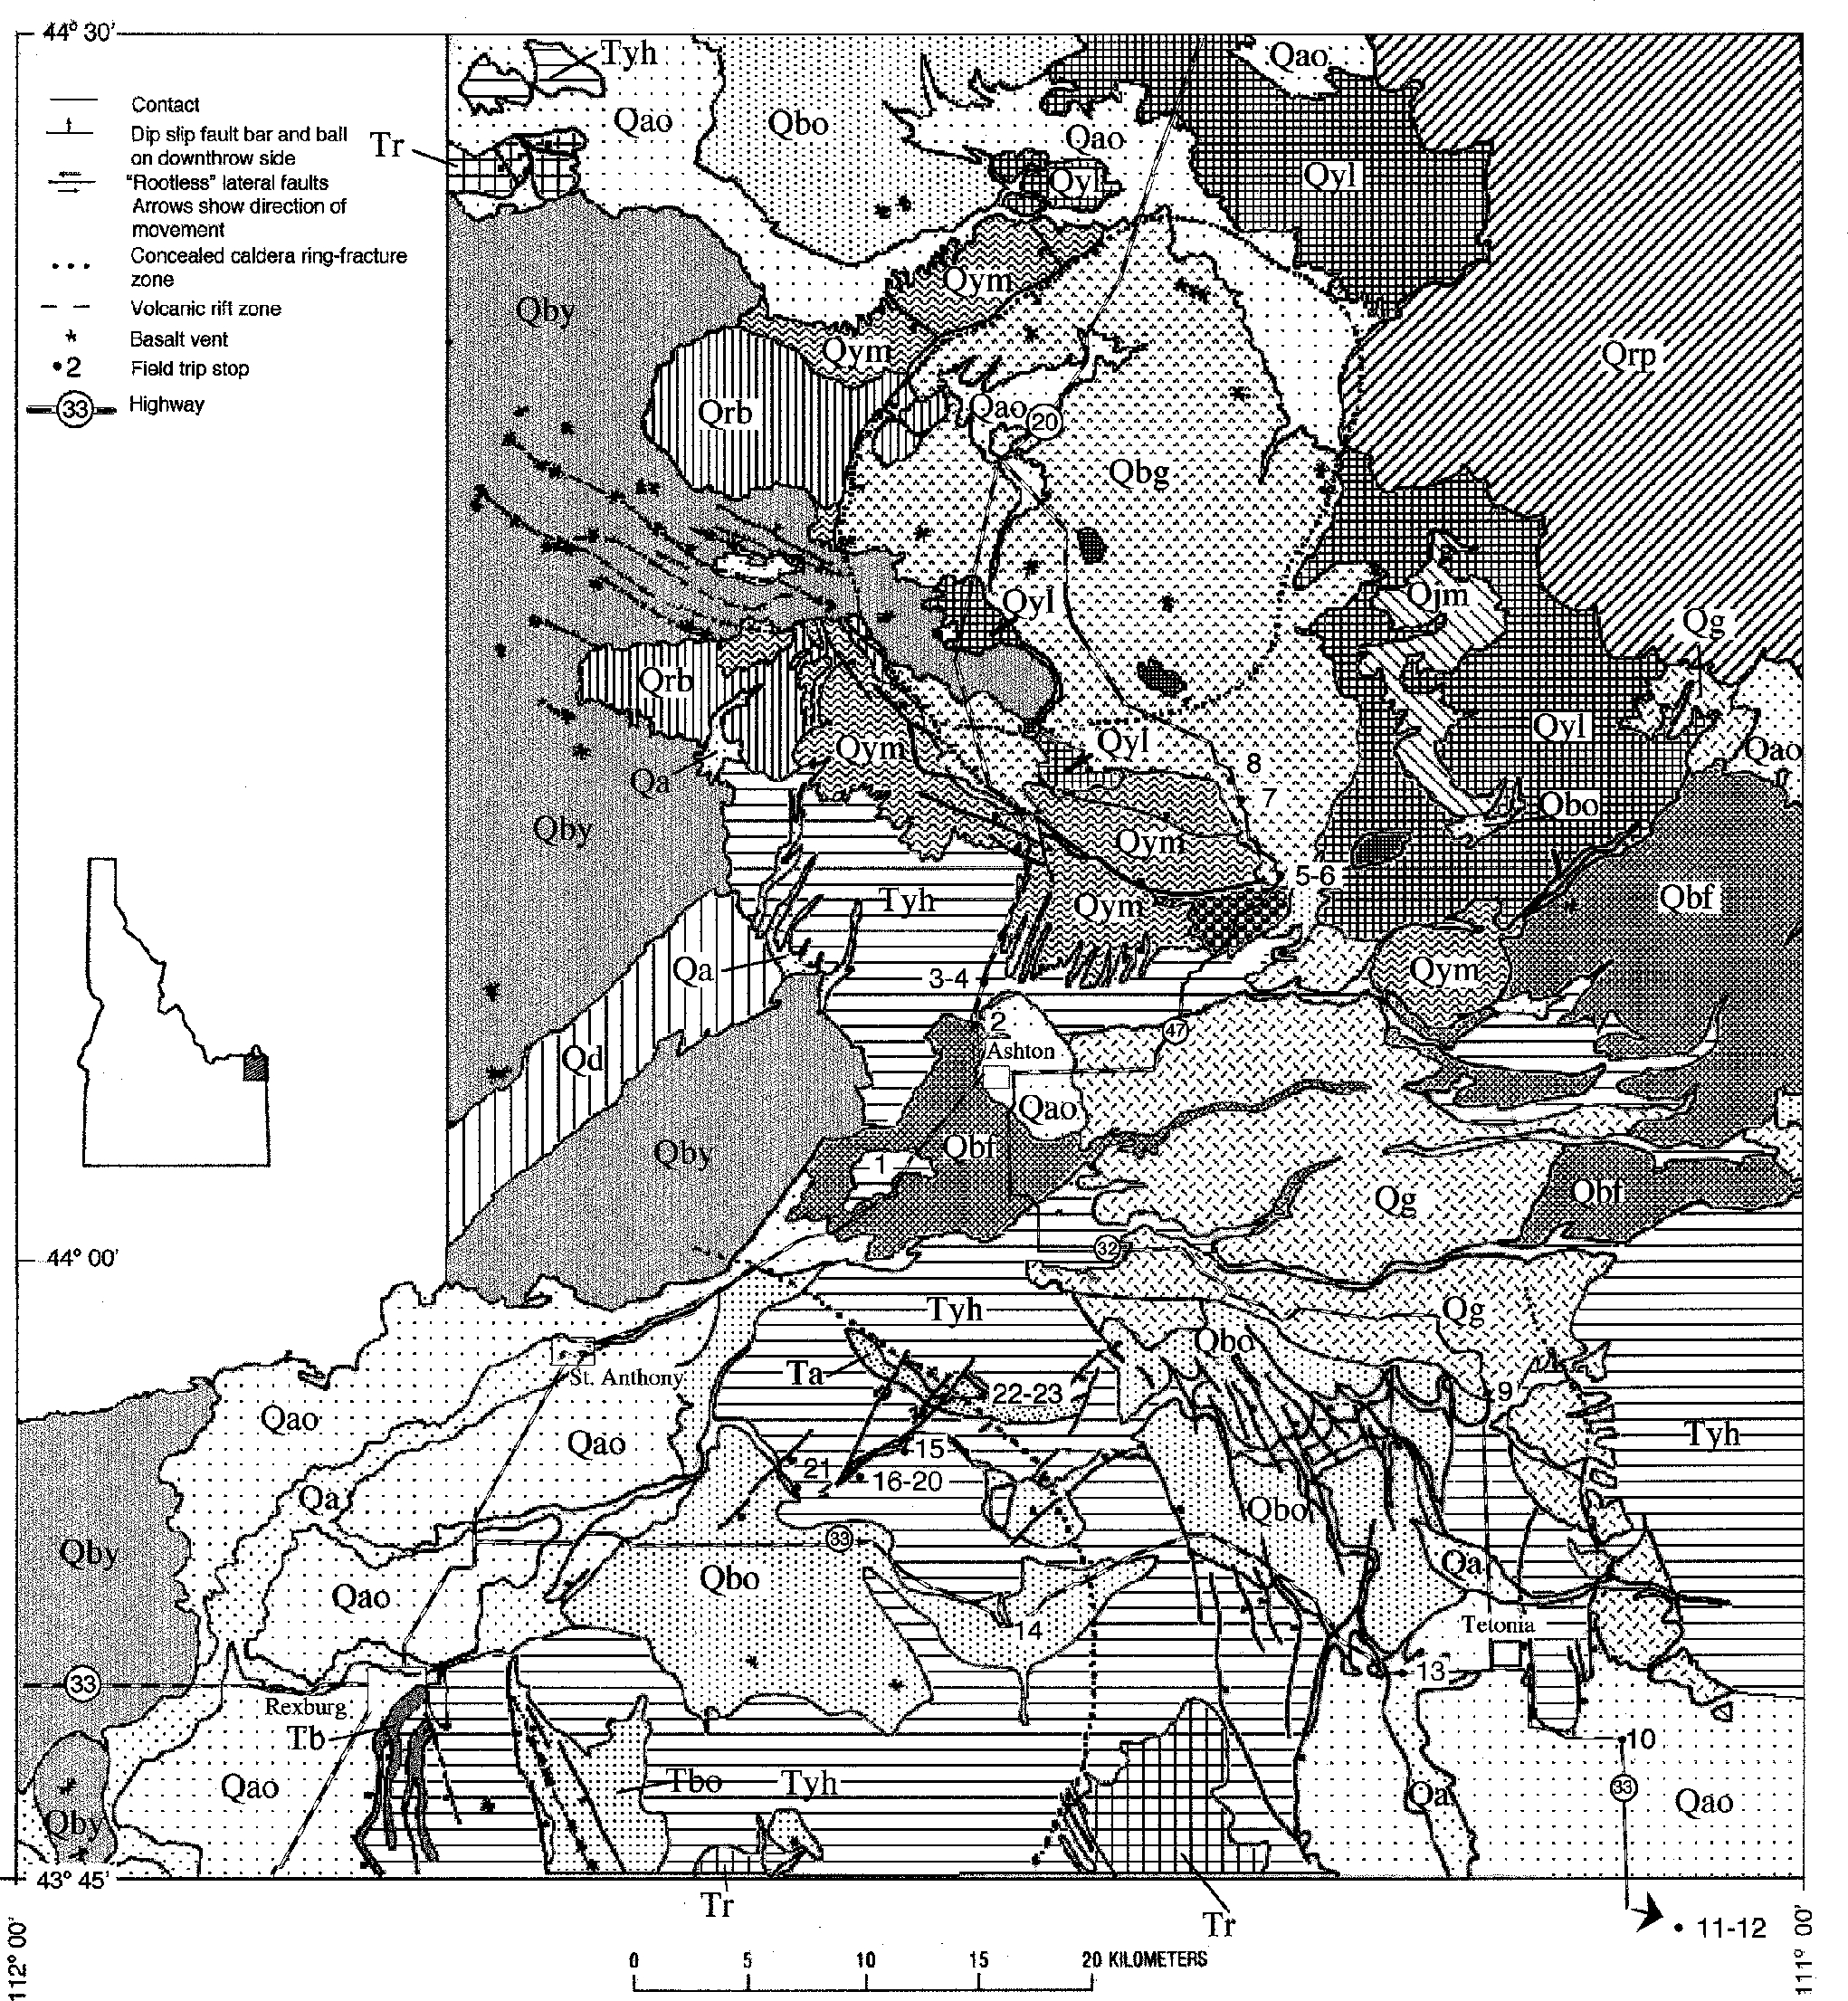 44° 30'
Contact
Dip slip fault bar and ball
on downthrow side
"Rootless" lateral faults
Arrows show direction of
movement
Concealed caldera ring-fracture
zone
Volcanic rift zone
Basalt vent
2 Field trip stop
33 Highway
Tyh
Qao
Qao
Qbo
Qao
Tr
Qyl
Qyl
Qym
Qby
Qym
Qrp
Qrb
Qao
20
Qbg
Qyl
Qjm
Qg
Qrb
Qym
Qyl
Qyl
Qao
Qa
8
7
Qbo
Qby
Qym
5-6
Tyh
Qym
Qbf
Qa
3-4
Qym
2
47
Ashton
Qd
Qao
Qby
1
Qbf
Qg
Qbf
32
44° 00'
Tyh
Qg
Qbo
St. Anthony
Ta
22-23
9
Qao
Qao
15
Tyh
21
16-20
Qa
Qbo
33
Qby
Qbo
Qa
Qao
14
Tetonia
13
33
Rexburg
Tb
10
Qao
Tbo
Tyh
33
Qa
Qao
Qby
43° 45'
Tr
Tr
11-12
112° 00'
111° 00'
0 5 10 15 20 KILOMETERS